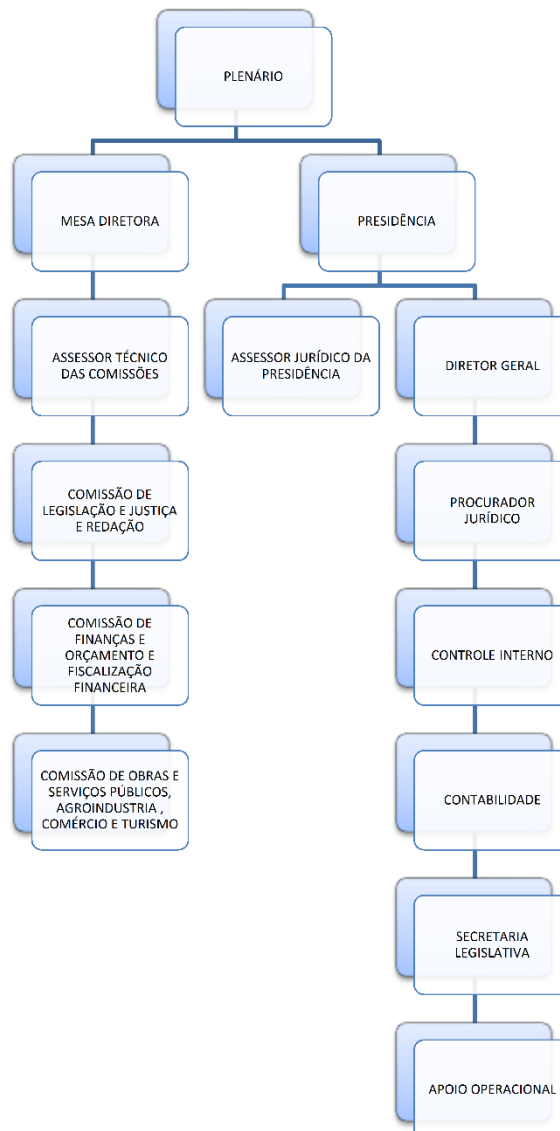 PLENÁRIO
MESA DIRETORA
PRESIDÊNCIA
ASSESSOR TÉCNICO
DAS COMISSÕES
ASSESSOR JURÍDICO DA
PRESIDÊNCIA
DIRETOR GERAL
COMISSÃO DE
LEGISLAÇÃO E JUSTIÇA
E REDAÇÃO
PROCURADOR
JURÍDICO
COMISSÃO DE
FINANÇAS E
ORÇAMENTO E
FISCALIZAÇÃO
FINANCEIRA
CONTROLE INTERNO
COMISSÃO DE OBRAS E
SERVIÇOS PÚBLICOS,
AGROINDUSTRIA ,
COMÉRCIO E TURISMO
CONTABILIDADE
SECRETARIA
LEGISLATIVA
APOIO OPERACIONAL